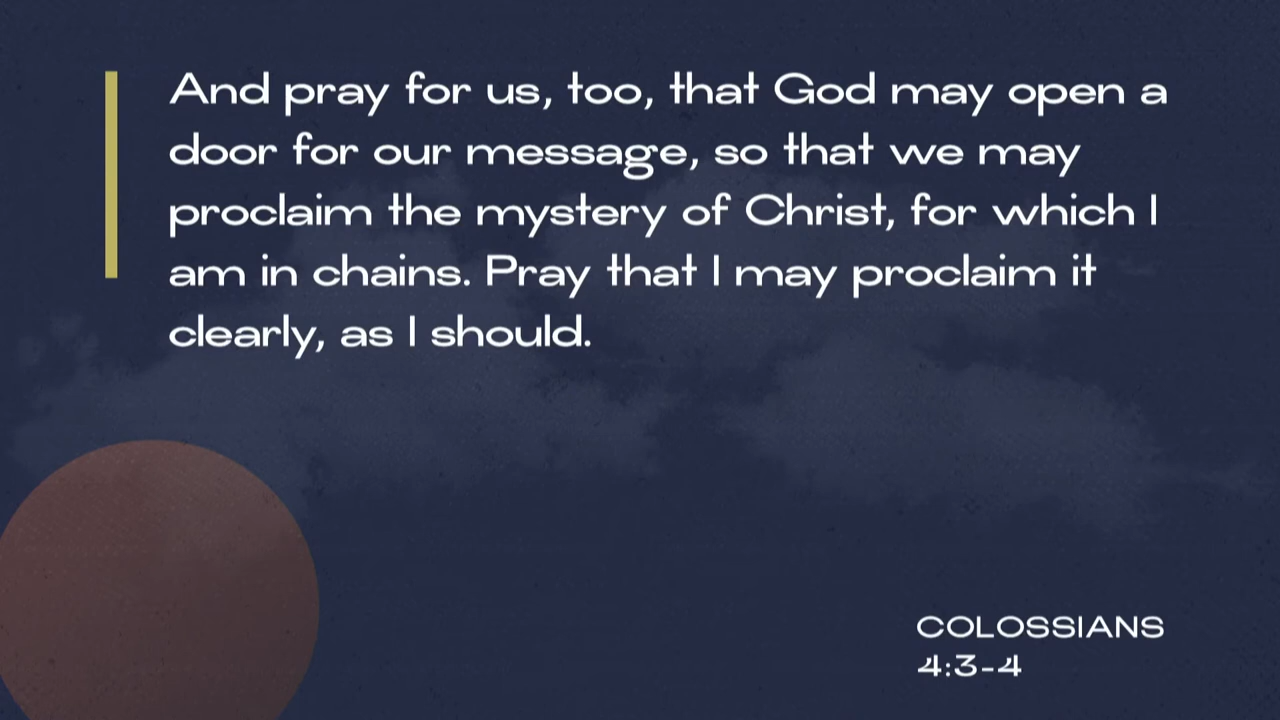 And pray for us, too, that God may open a
door for our message, so that we may
proclaim the mystery of Christ, for which I
am in chains. Pray that I may proclaim it
clearly, as I should.
COLOSSIANS
4:3-4